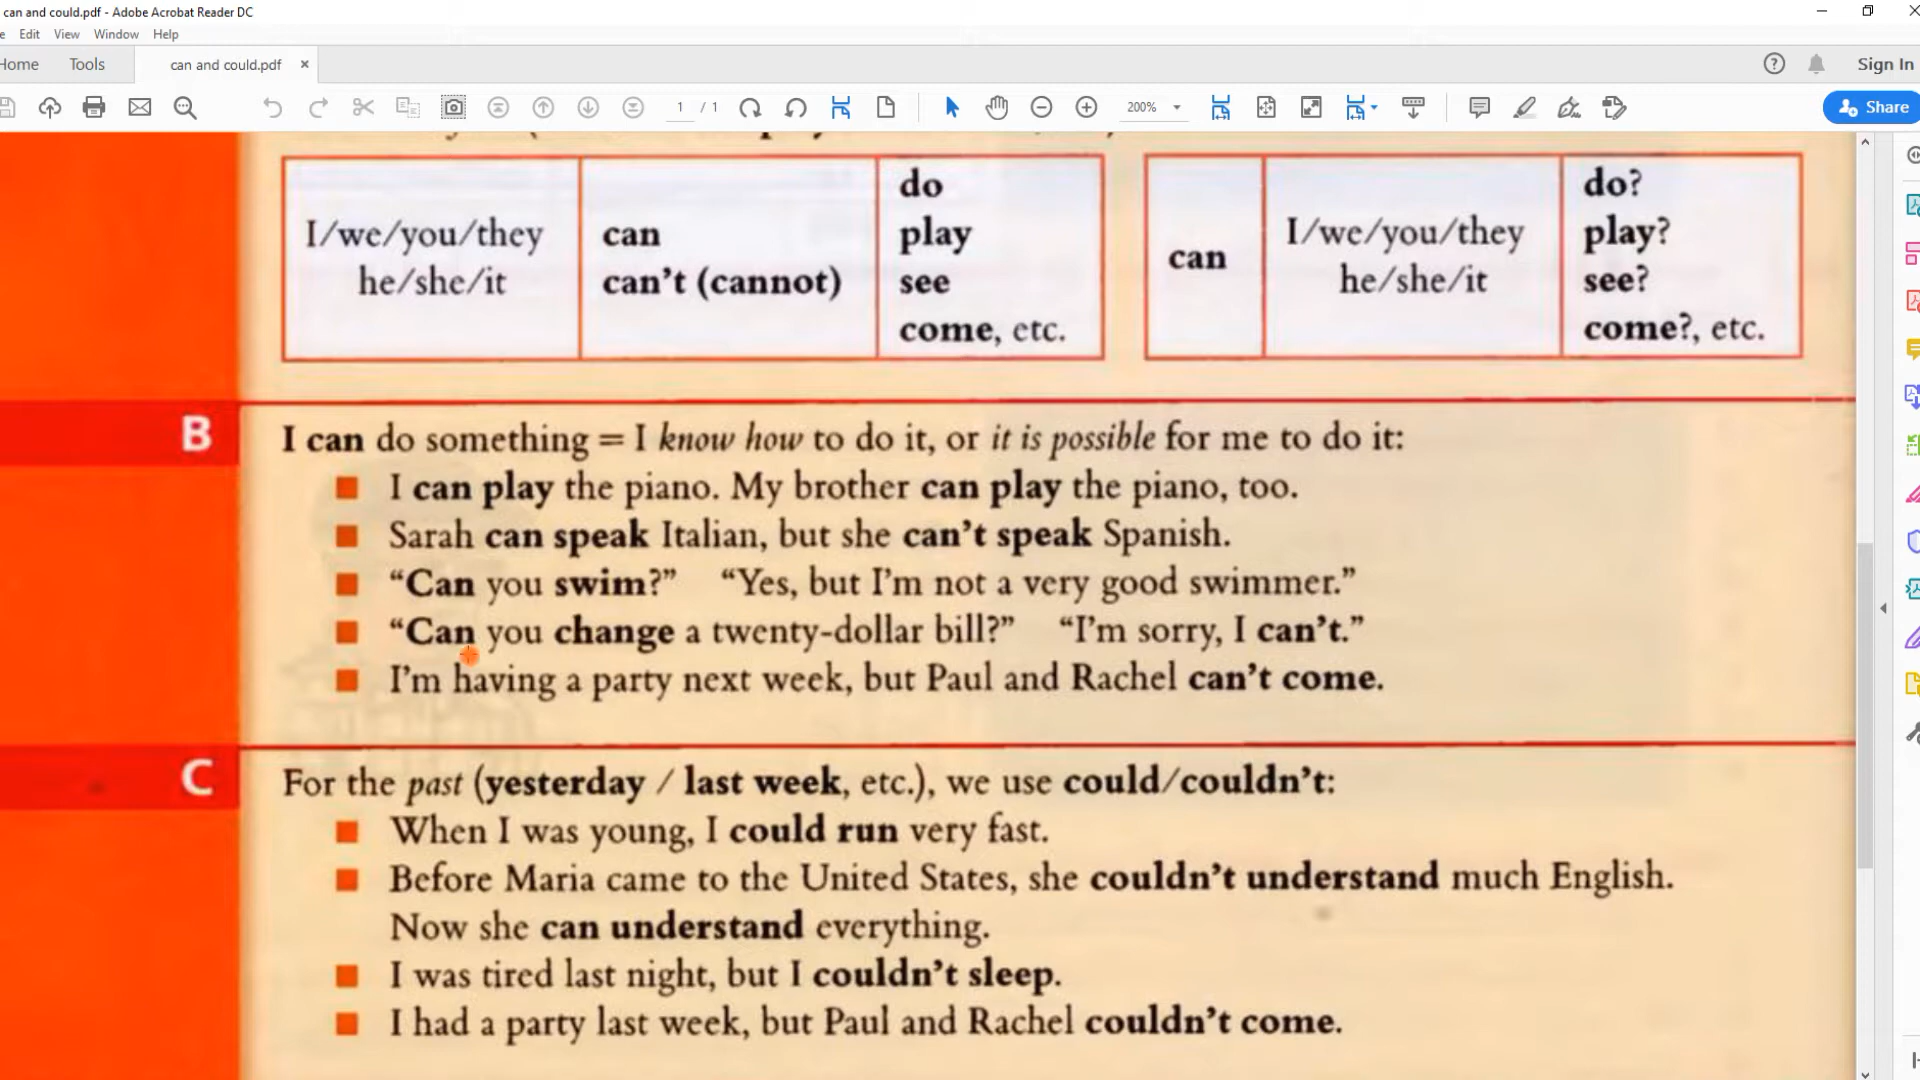 can and could.pdf - Adobe Acrobat Reader DC
e Edit View Window Help
Home Tools can and could.pdf × Sign In
1 / 1 200% Share
do
I/we/you/they can play
he/she/it can't (cannot) see
come, etc.
do?
can I/we/you/they play?
he/she/it see?
come?, etc.
B I can do something = I know how to do it, or it is possible for me to do it:
I can play the piano. My brother can play the piano, too.
Sarah can speak Italian, but she can't speak Spanish.
“Can you swim?” “Yes, but I'm not a very good swimmer.”
“Can you change a twenty-dollar bill?” “I'm sorry, I can't.”
I'm having a party next week, but Paul and Rachel can't come.
C For the past (yesterday / last week, etc.), we use could/couldn't:
When I was young, I could run very fast.
Before Maria came to the United States, she couldn't understand much English.
Now she can understand everything.
I was tired last night, but I couldn't sleep.
I had a party last week, but Paul and Rachel couldn't come.